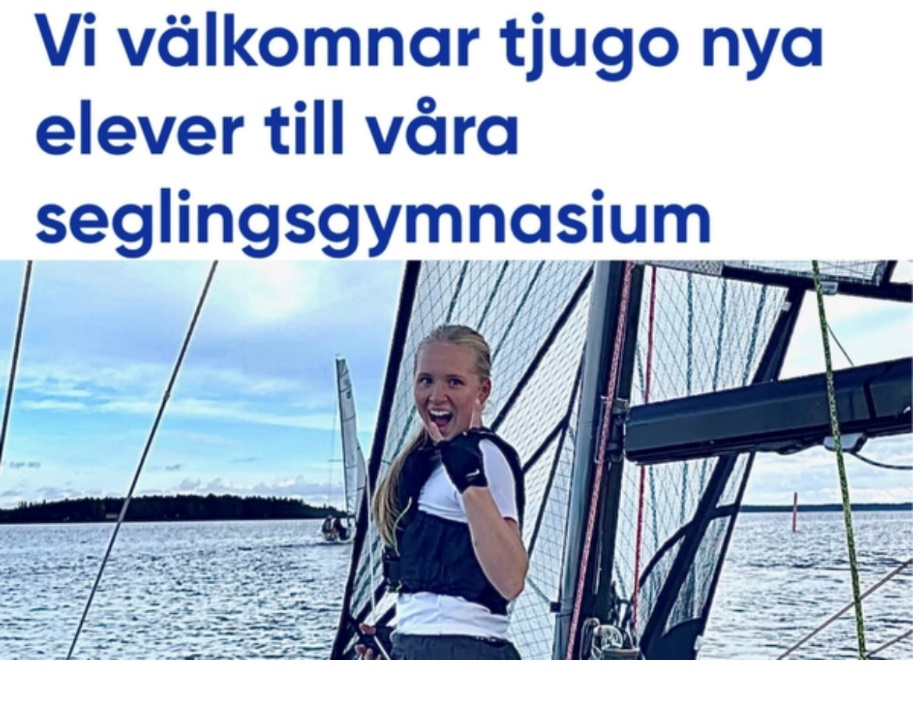 Vi välkomnar tjugo nya
elever till våra
seglingsgymnasium